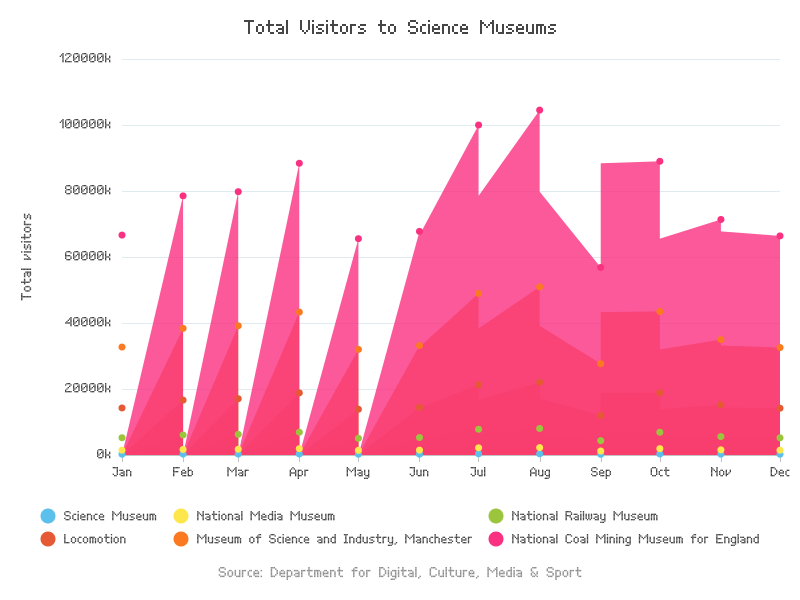 Total Visitors to Science Museums
120000k
100000k
80000k
60000k
40000k
20000k
0k
Total visitors
Jan Feb Mar Apr May Jun Jul Aug Sep Oct Nov Dec
Science Museum National Media Museum National Railway Museum
Locomotion Museum of Science and Industry, Manchester National Coal Mining Museum for England
Source: Department for Digital, Culture, Media & Sport